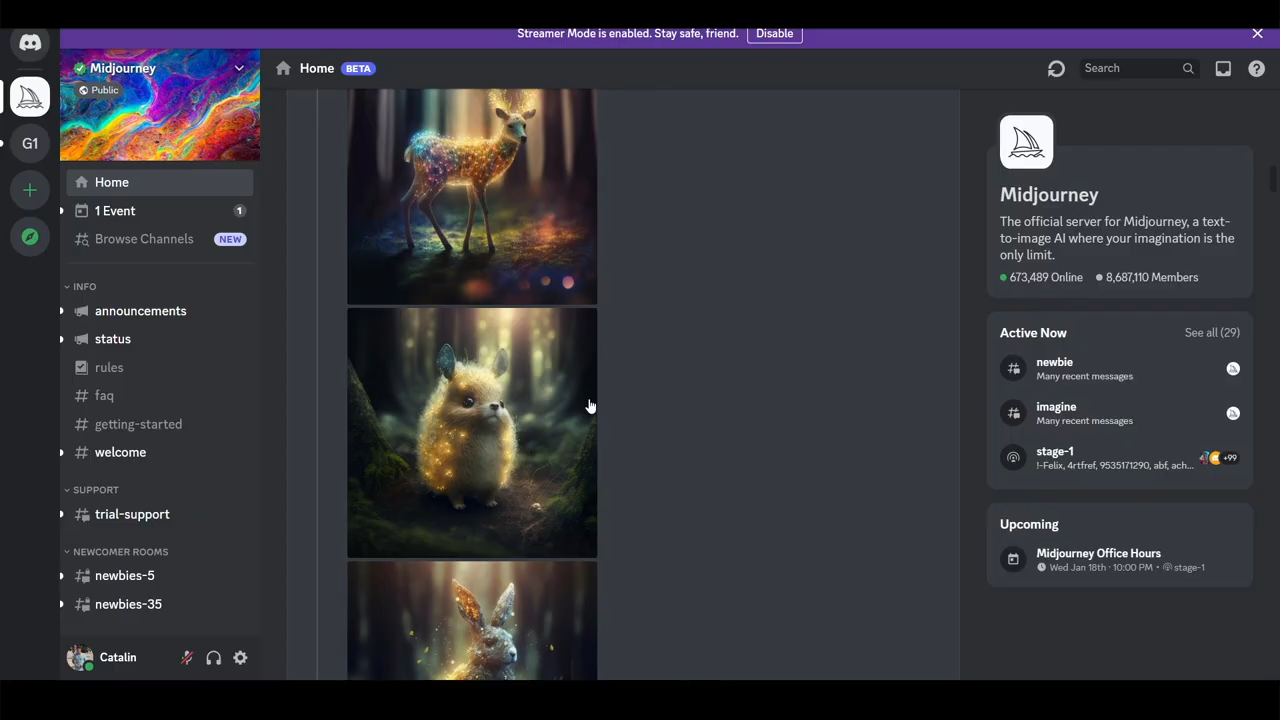 Streamer Mode is enabled. Stay safe, friend.
Disable
Midjourney
Public
Home
1 Event
1
Browse Channels
NEW
INFO
announcements
status
rules
faq
getting-started
welcome
SUPPORT
trial-support
NEWCOMER ROOMS
newbies-5
newbies-35
Catalin
G1
Home
BETA
Search
Midjourney
The official server for Midjourney, a text-
to-image AI where your imagination is the
only limit.
673,489 Online
8,687,110 Members
Active Now
See all (29)
newbie
Many recent messages
imagine
Many recent messages
stage-1
!-Felix, 4rtfref, 9535171290, abf, ach...
+99
Upcoming
Midjourney Office Hours
Wed Jan 18th · 10:00 PM • stage-1